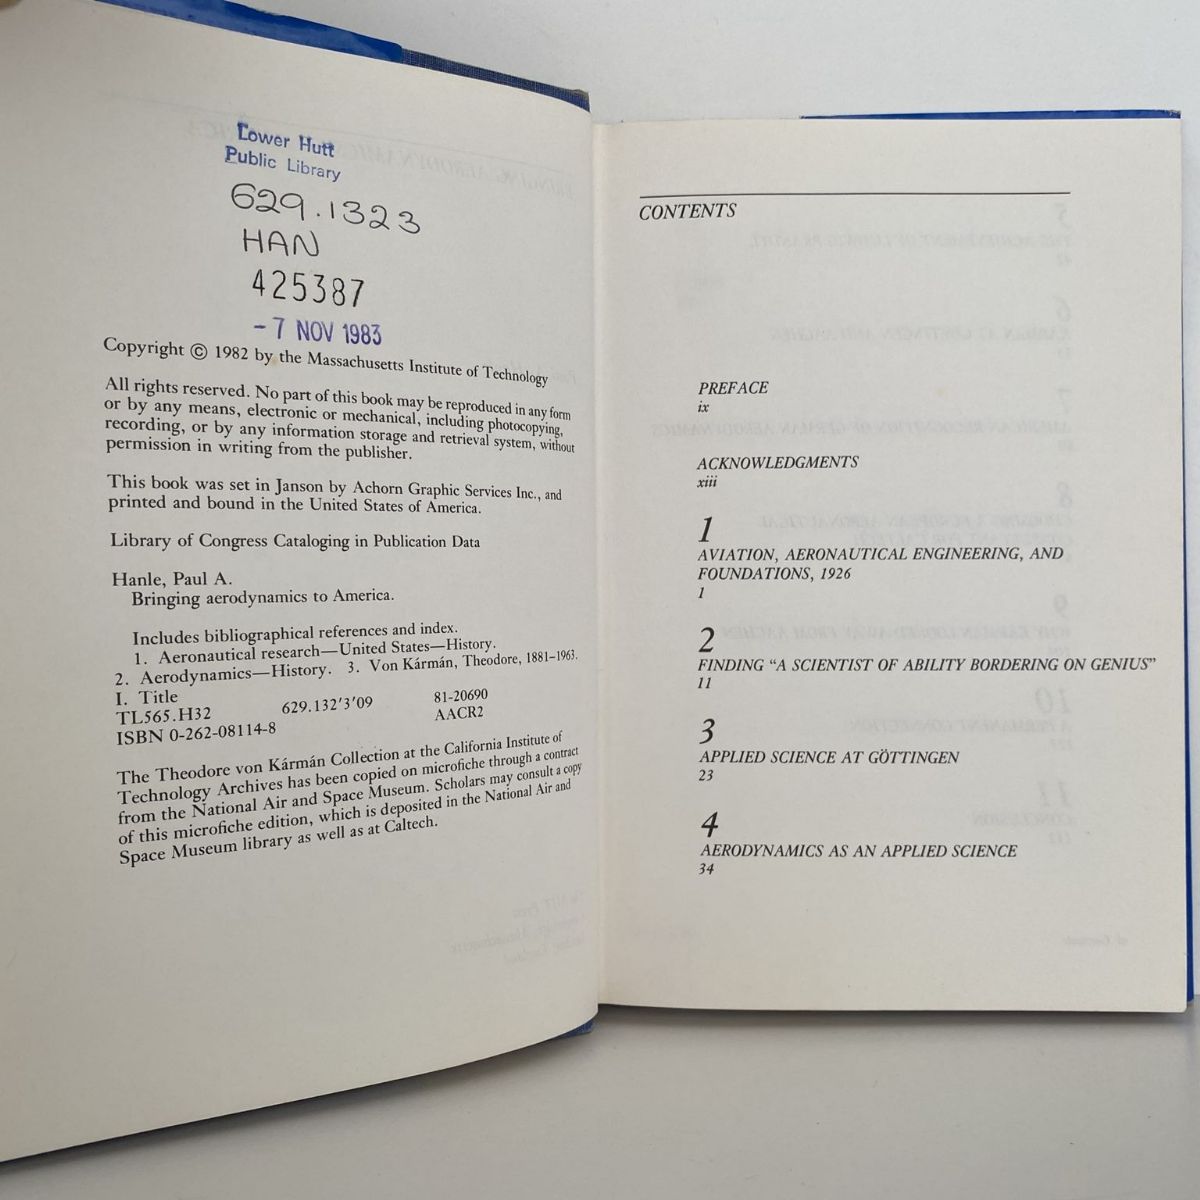 Lower Hutt
Public Library
629.1323
HAN
425387
- 7 NOV 1983
Copyright © 1982 by the Massachusetts Institute of Technology
All rights reserved. No part of this book may be reproduced in any form
or by any means, electronic or mechanical, including photocopying,
recording, or by any information storage and retrieval system, without
permission in writing from the publisher.
This book was set in Janson by Achorn Graphic Services Inc., and
printed and bound in the United States of America.
Library of Congress Cataloging in Publication Data
Hanle, Paul A.
Bringing aerodynamics to America.
Includes bibliographical references and index.
1. Aeronautical research—United States—History.
2. Aerodynamics—History. 3. Von Kármán, Theodore, 1881-1963.
I. Title
TL565.H32 629.132'3'09 81-20690
ISBN 0-262-08114-8 AACR2
The Theodore von Kármán Collection at the California Institute of
Technology Archives has been copied on microfiche through a contract
from the National Air and Space Museum. Scholars may consult a copy
of this microfiche edition, which is deposited in the National Air and
Space Museum library as well as at Caltech.
CONTENTS
PREFACE
ix
ACKNOWLEDGMENTS
xiii
1
AVIATION, AERONAUTICAL ENGINEERING, AND
FOUNDATIONS, 1926
1
2
FINDING “A SCIENTIST OF ABILITY BORDERING ON GENIUS”
11
3
APPLIED SCIENCE AT GÖTTINGEN
23
4
AERODYNAMICS AS AN APPLIED SCIENCE
34